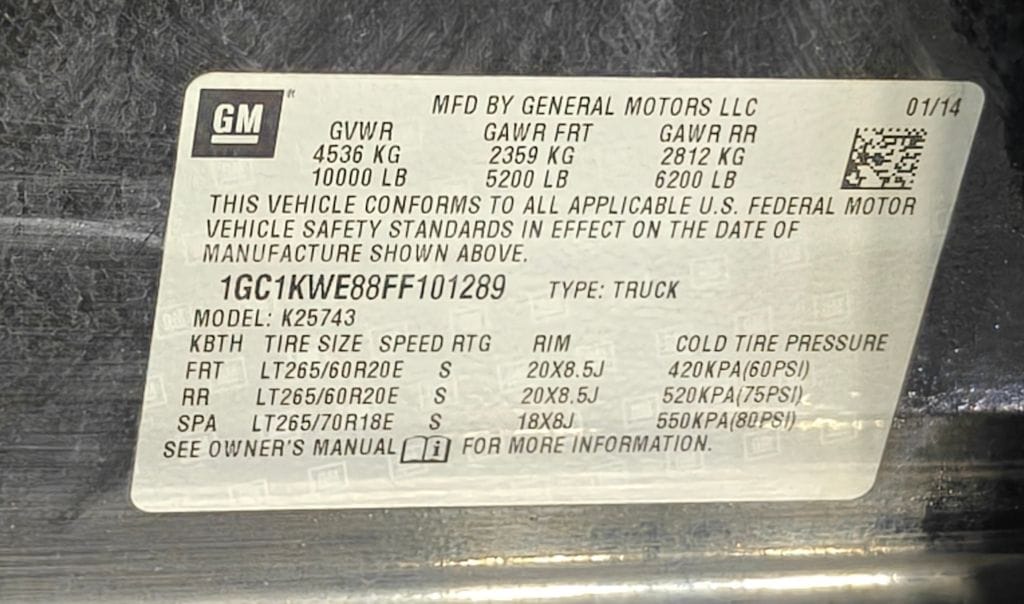 GM ® MFD BY GENERAL MOTORS LLC 01/14
GVWR GAWR FRT GAWR RR
4536 KG 2359 KG 2812 KG
10000 LB 5200 LB 6200 LB
THIS VEHICLE CONFORMS TO ALL APPLICABLE U.S. FEDERAL MOTOR
VEHICLE SAFETY STANDARDS IN EFFECT ON THE DATE OF
MANUFACTURE SHOWN ABOVE.
1GC1KWE88FF101289 TYPE: TRUCK
MODEL: K25743
KBTH TIRE SIZE SPEED RTG RIM COLD TIRE PRESSURE
FRT LT265/60R20E S 20X8.5J 420KPA(60PSI)
RR LT265/60R20E S 20X8.5J 520KPA(75PSI)
SPA LT265/70R18E S 18X8J 550KPA(80PSI)
SEE OWNER'S MANUAL i FOR MORE INFORMATION.